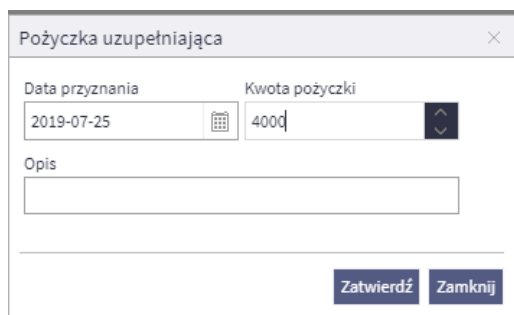 Pożyczka uzupełniająca
Data przyznania Kwota pożyczki
2019-07-25 4000
Opis
Zatwierdź Zamknij